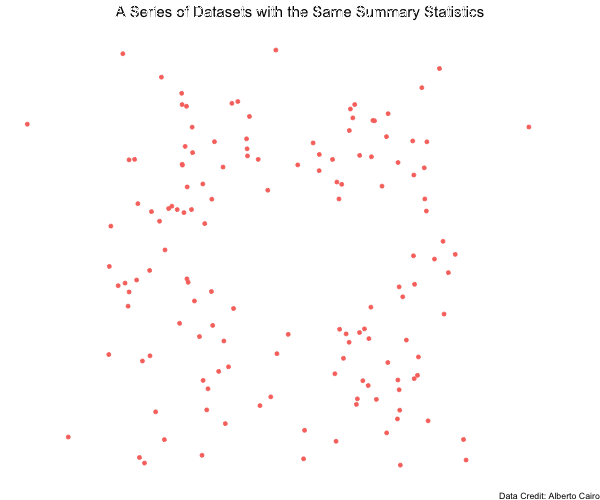 A Series of Datasets with the Same Summary Statistics
Data Credit: Alberto Cairo